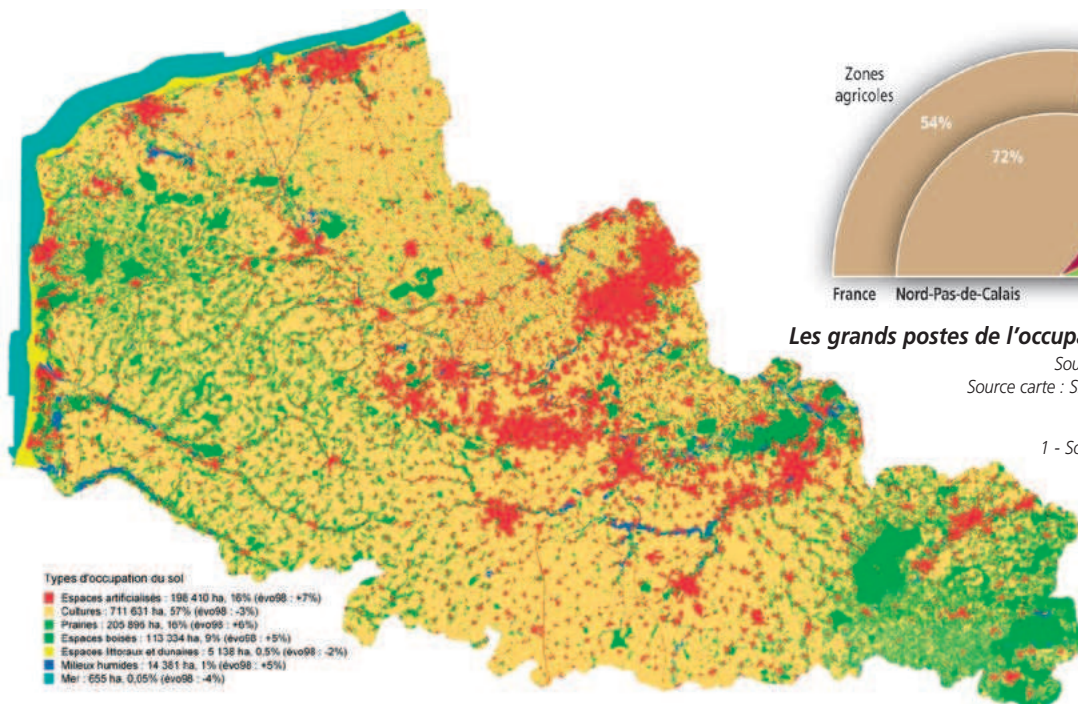 Zones
agricoles
54%
72%
France Nord-Pas-de-Calais
Les grands postes de l'occupa
Sou
Source carte : S
1 - So
Types d'occupation du sol
Espaces artificialisés : 198 410 ha, 16% (évo98 : +7%)
Cultures : 711 631 ha, 57% (évo98 : -3%)
Prairies : 205 895 ha, 16% (évo98 : +6%)
Espaces boisés : 113 334 ha, 9% (évo98 : +5%)
Espaces littoraux et dunaires : 5 138 ha, 0,5% (évo98 : -2%)
Milieux humides : 14 381 ha, 1% (évo98 : +5%)
Mer : 655 ha, 0,05% (évo98 : -4%)